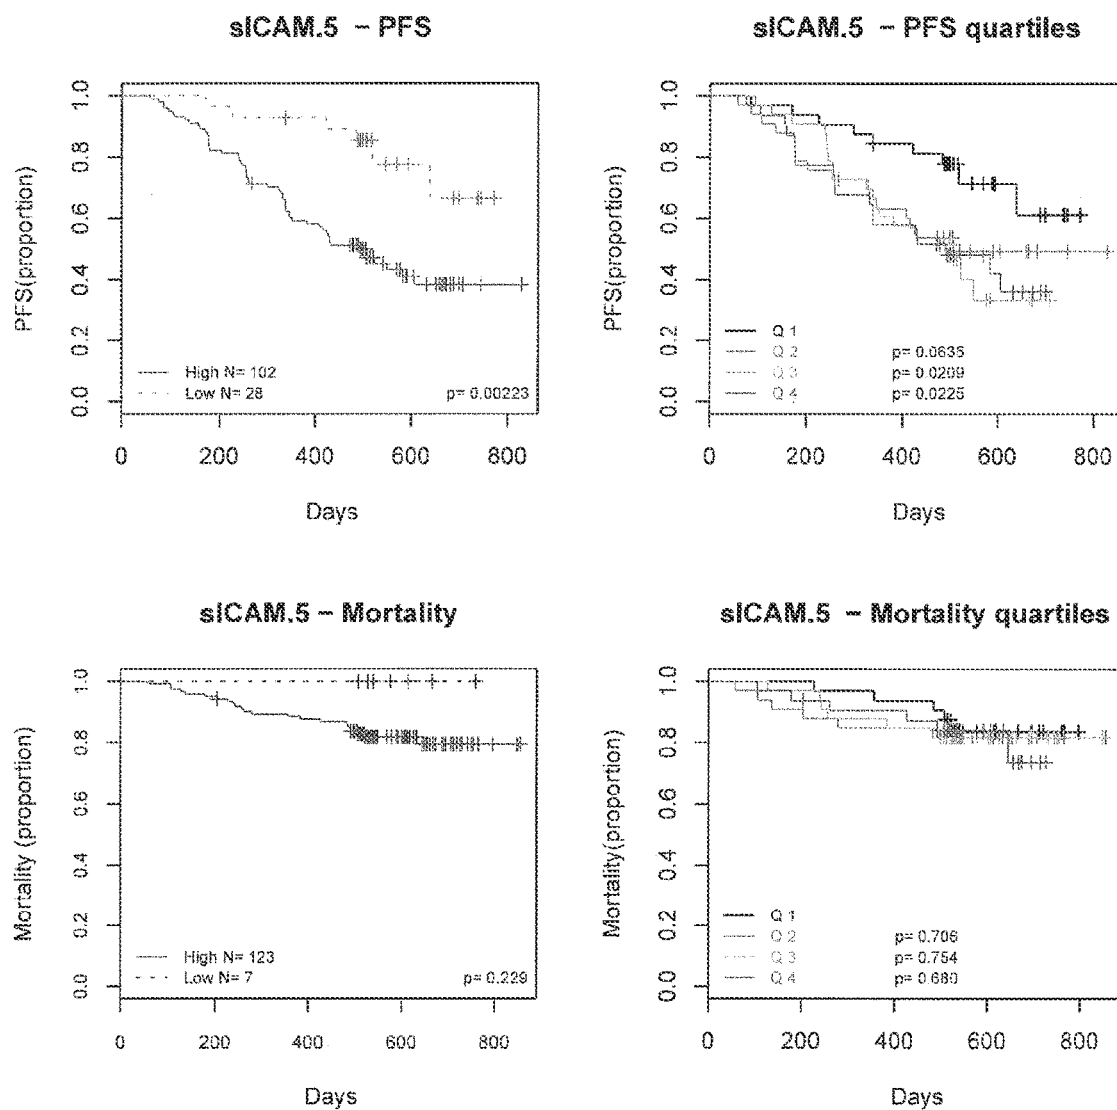 sICAM.5 – PFS
PFS(proportion)
1.0
0.8
0.6
0.4
0.2
0.0
High N= 102
Low N= 28
p= 0.00223
0 200 400 600 800
Days
sICAM.5 – PFS quartiles
PFS(proportion)
1.0
0.8
0.6
0.4
0.2
0.0
Q 1
Q 2 p= 0.0635
Q 3 p= 0.0209
Q 4 p= 0.0225
0 200 400 600 800
Days
sICAM.5 – Mortality
Mortality (proportion)
1.0
0.8
0.6
0.4
0.2
0.0
High N= 123
Low N= 7
p= 0.229
0 200 400 600 800
Days
sICAM.5 – Mortality quartiles
Mortality(proportion)
1.0
0.8
0.6
0.4
0.2
0.0
Q 1
Q 2 p= 0.706
Q 3 p= 0.754
Q 4 p= 0.680
0 200 400 600 800
Days